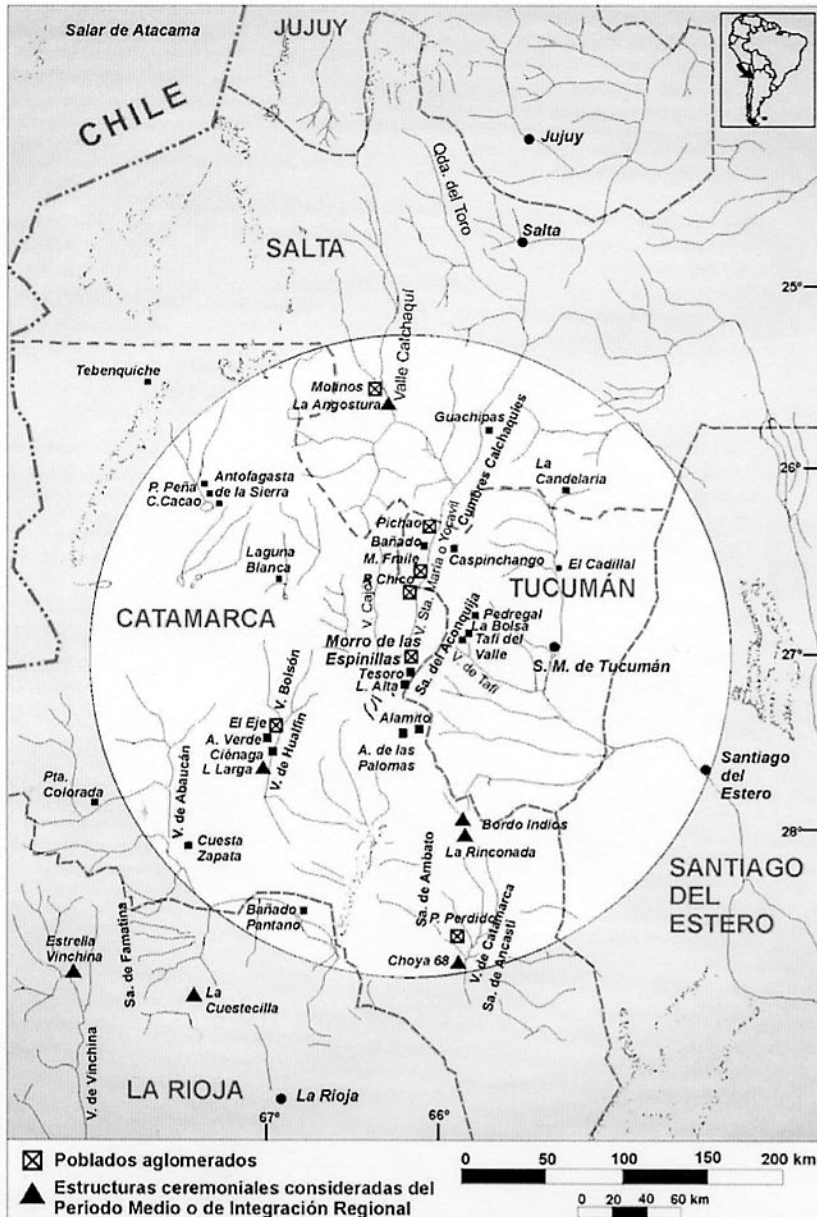 Salar de Atacama
JUJUY
CHILE
Jujuy
Qda. del Toro
Salta
SALTA
25°
Valle Calchaquí
Tebenquiche
Molinos
La Angostura
Guachipas
Cumbres Calchaquíes
26°
La
Candelaria
P. Peña
C.Cacao
Antofagasta
de la Sierra
Pichao
Bañado
M. Fraile
R. Chico
Caspinchango
El Cadillal
V. Cajón
V. Sta. María o Yocavil
Laguna
Blanca
TUCUMÁN
CATAMARCA
Pedregal
La Bolsa
Tafí del
Valle
Morro de las
Espinillas
Sa. del Aconquija
V. de Tafí
S. M. de Tucumán
27°
Tesoro
L. Alta
V. Bolsón
El Eje
A. Verde
Ciénaga
L Larga
V. de Hualfín
Alamito
A. de las
Palomas
Santiago
del
Estero
Pta.
Colorada
V. de Abaucán
Bordo Indios
28°
La Rinconada
Cuesta
Zapata
Sa. de Ambato
SANTIAGO
DEL
ESTERO
Bañado
Pantano
P. Perdido
Estrella
Vinchina
Sa. de Famatina
Choya 68
V. de Catamarca
Sa. de Ancasti
La
Cuestecilla
V. de Vinchina
LA RIOJA
La Rioja
67°
66°
Poblados aglomerados
0 50 100 150 200 km
Estructuras ceremoniales consideradas del
Periodo Medio o de Integración Regional
0 20 40 60 km